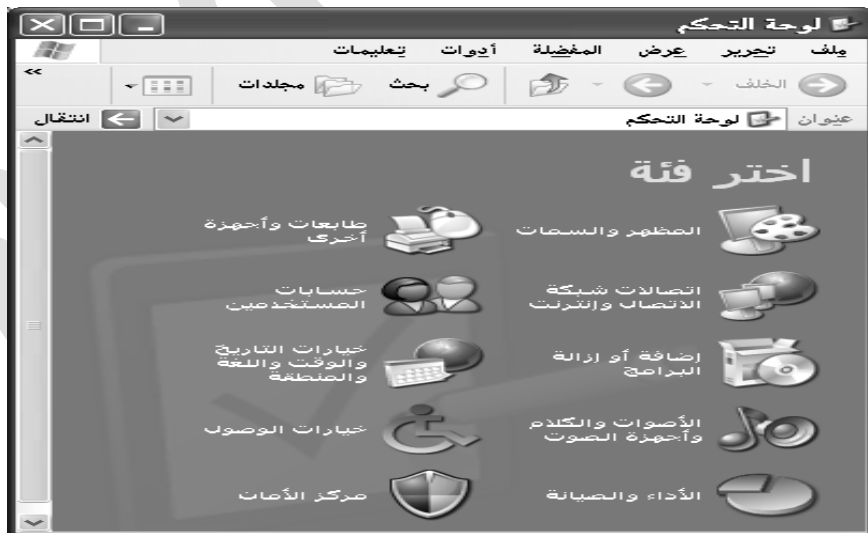 لوحة التحكم
ملف تحرير عرض المفضلة أدوات تعليمات
الخلف بحث مجلدات
عنوان لوحة التحكم انتقال
اختر فئة
المظهر والسمات
طابعات وأجهزة
أخرى
اتصالات شبكة
الاتصال وإنترنت
حسابات
المستخدمين
إضافة أو إزالة
البرامج
خيارات التاريخ
والوقت واللغة
والمنطقة
الأصوات والكلام
وأجهزة الصوت
خيارات الوصول
الأداء والصيانة
مركز الأمان